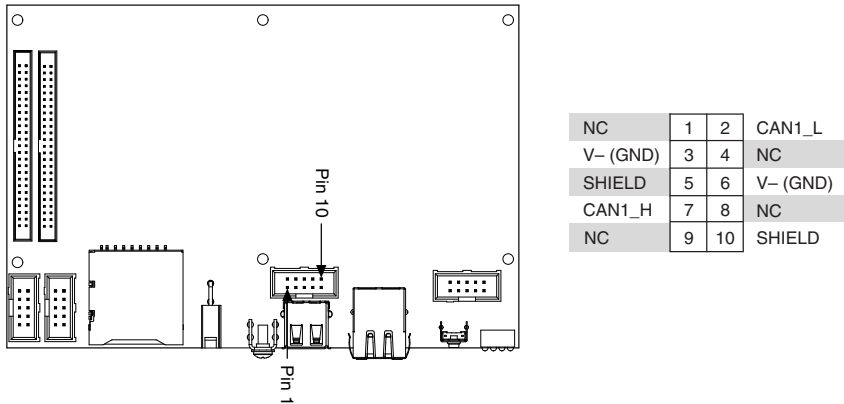 Pin 10
Pin 1
NC 1 2 CAN1_L
V– (GND) 3 4 NC
SHIELD 5 6 V– (GND)
CAN1_H 7 8 NC
NC 9 10 SHIELD